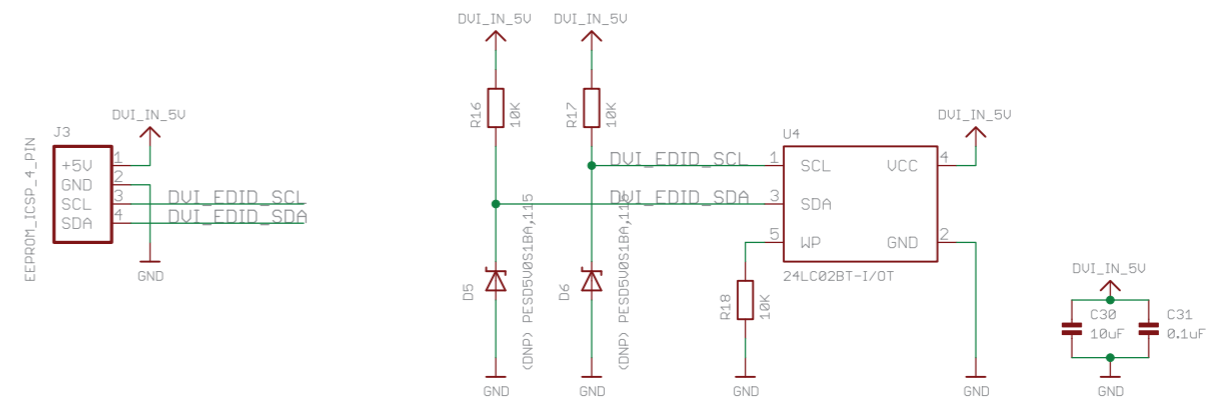 DVI_IN_5V
J3
1
+5V
2
GND
3
SCL
DVI_EDID_SCL
4
SDA
DVI_EDID_SDA
EEPROM_ICSP_4_PIN
GND
DVI_IN_5V
DVI_IN_5V
R16
10K
R17
10K
DVI_EDID_SCL
DVI_EDID_SDA
D5
(DNP) PESD5V0S1BA,115
D6
(DNP) PESD5V0S1BA,115
GND
GND
U4
1
SCL
VCC
4
3
SDA
5
WP
GND
2
24LC02BT-I/OT
DVI_IN_5V
R18
10K
GND
GND
DVI_IN_5V
C30
10uF
C31
0.1uF
GND